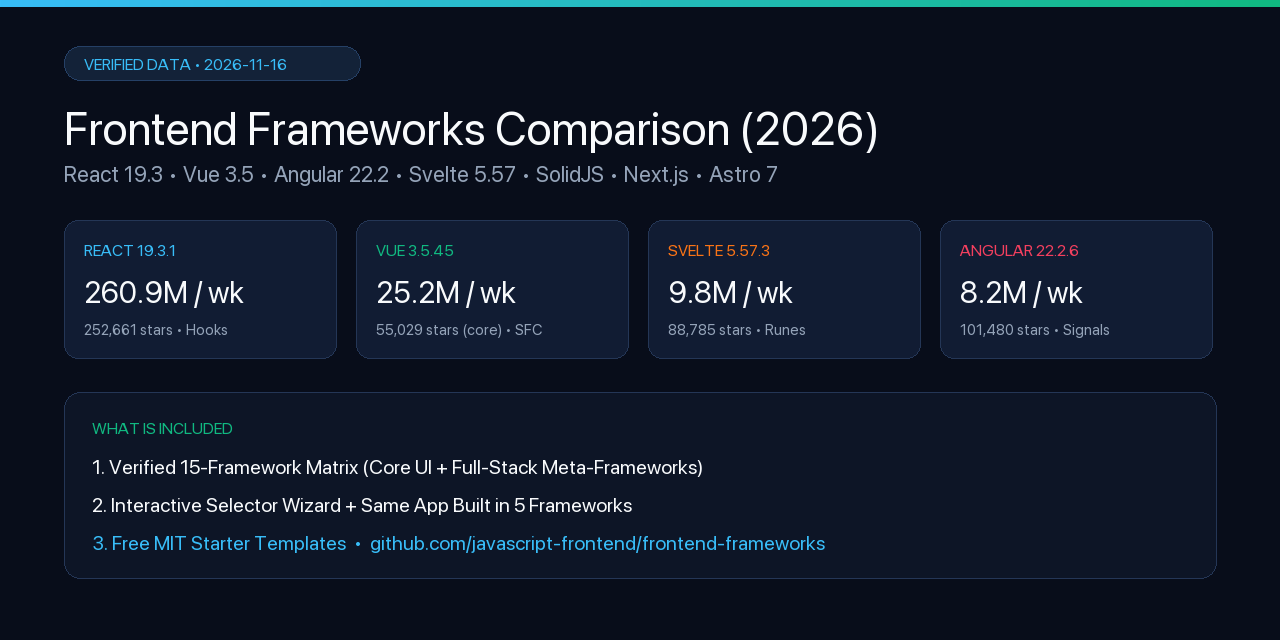 VERIFIED DATA • 2026-11-16
Frontend Frameworks Comparison (2026)
React 19.3 • Vue 3.5 • Angular 22.2 • Svelte 5.57 • SolidJS • Next.js • Astro 7
REACT 19.3.1
260.9M / wk
252,661 stars • Hooks
VUE 3.5.45
25.2M / wk
55,029 stars (core) • SFC
SVELTE 5.57.3
9.8M / wk
88,785 stars • Runes
ANGULAR 22.2.6
8.2M / wk
101,480 stars • Signals
WHAT IS INCLUDED
1. Verified 15-Framework Matrix (Core UI + Full-Stack Meta-Frameworks)
2. Interactive Selector Wizard + Same App Built in 5 Frameworks
3. Free MIT Starter Templates • github.com/javascript-frontend/frontend-frameworks